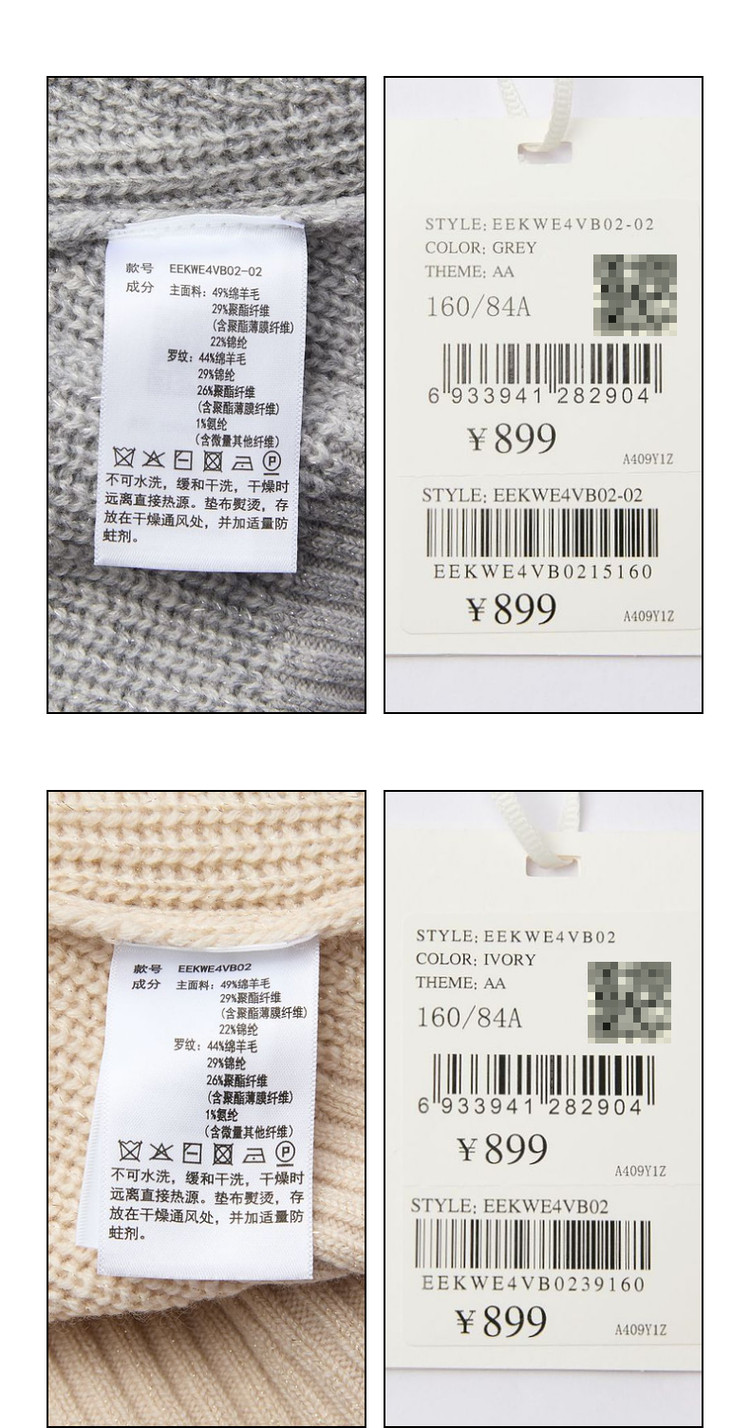 款号 EEKWE4VB02-02
成分 主面料：49%绵羊毛
29%聚酯纤维
(含聚酯薄膜纤维)
22%锦纶
罗纹：44%绵羊毛
29%锦纶
26%聚酯纤维
(含聚酯薄膜纤维)
1%氨纶
(含微量其他纤维)
不可水洗，缓和干洗，干燥时
远离直接热源。垫布熨烫，存
放在干燥通风处，并加适量防
蛀剂。
STYLE: EEKWE4VB02-02
COLOR: GREY
THEME: AA
160/84A
6 933941 282904
¥899
A409Y1Z
STYLE: EEKWE4VB02-02
EEKWE4VB0215160
¥899
A409Y1Z
款号 EEKWE4VB02
成分 主面料：49%绵羊毛
29%聚酯纤维
(含聚酯薄膜纤维)
22%锦纶
罗纹：44%绵羊毛
29%锦纶
26%聚酯纤维
(含聚酯薄膜纤维)
1%氨纶
(含微量其他纤维)
不可水洗，缓和干洗，干燥时
远离直接热源。垫布熨烫，存
放在干燥通风处，并加适量防
蛀剂。
STYLE: EEKWE4VB02
COLOR: IVORY
THEME: AA
160/84A
6 933941 282904
¥899
A409Y1Z
STYLE: EEKWE4VB02
EEKWE4VB0239160
¥899
A409Y1Z